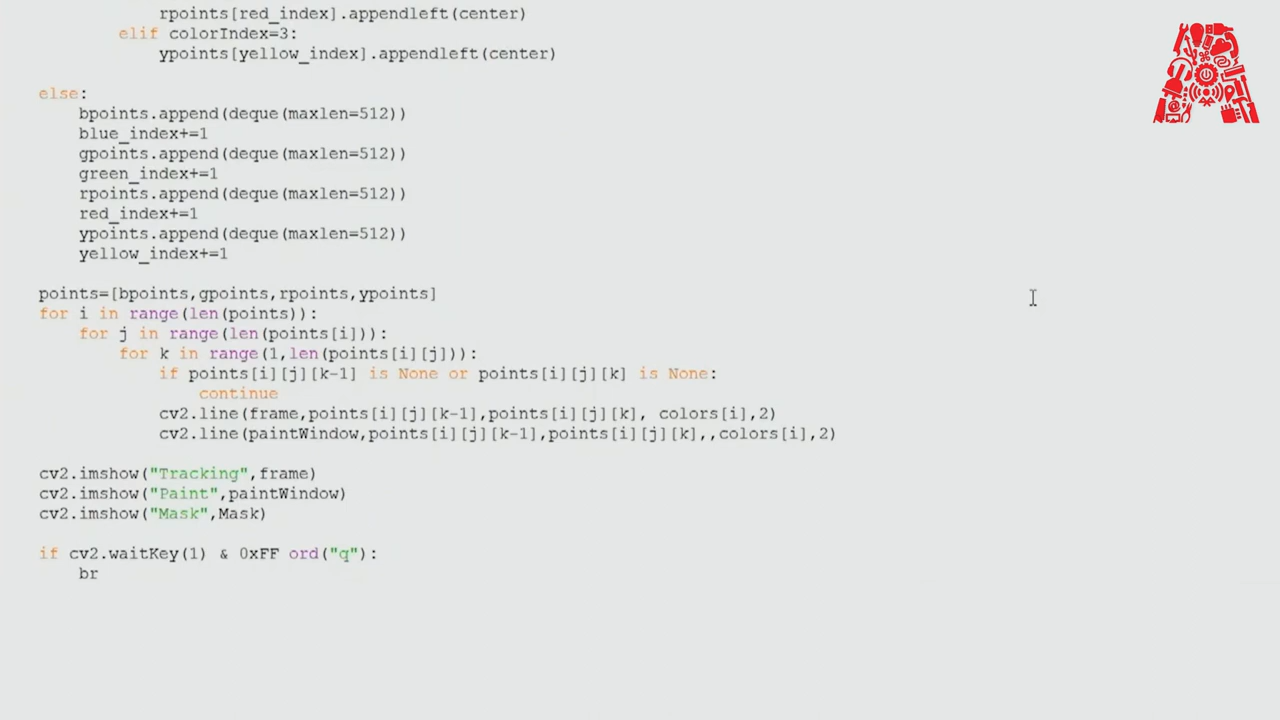 rpoints[red_index].appendleft(center)
elif colorIndex=3:
ypoints[yellow_index].appendleft(center)
else:
bpoints.append(deque(maxlen=512))
blue_index+=1
gpoints.append(deque(maxlen=512))
green_index+=1
rpoints.append(deque(maxlen=512))
red_index+=1
ypoints.append(deque(maxlen=512))
yellow_index+=1
points=[bpoints,gpoints,rpoints,ypoints]
for i in range(len(points)):
for j in range(len(points[i])):
for k in range(1,len(points[i][j])):
if points[i][j][k-1] is None or points[i][j][k] is None:
continue
cv2.line(frame,points[i][j][k-1],points[i][j][k], colors[i],2)
cv2.line(paintWindow,points[i][j][k-1],points[i][j][k],,colors[i],2)
cv2.imshow("Tracking",frame)
cv2.imshow("Paint",paintWindow)
cv2.imshow("Mask",Mask)
if cv2.waitKey(1) & 0xFF ord("q"):
br